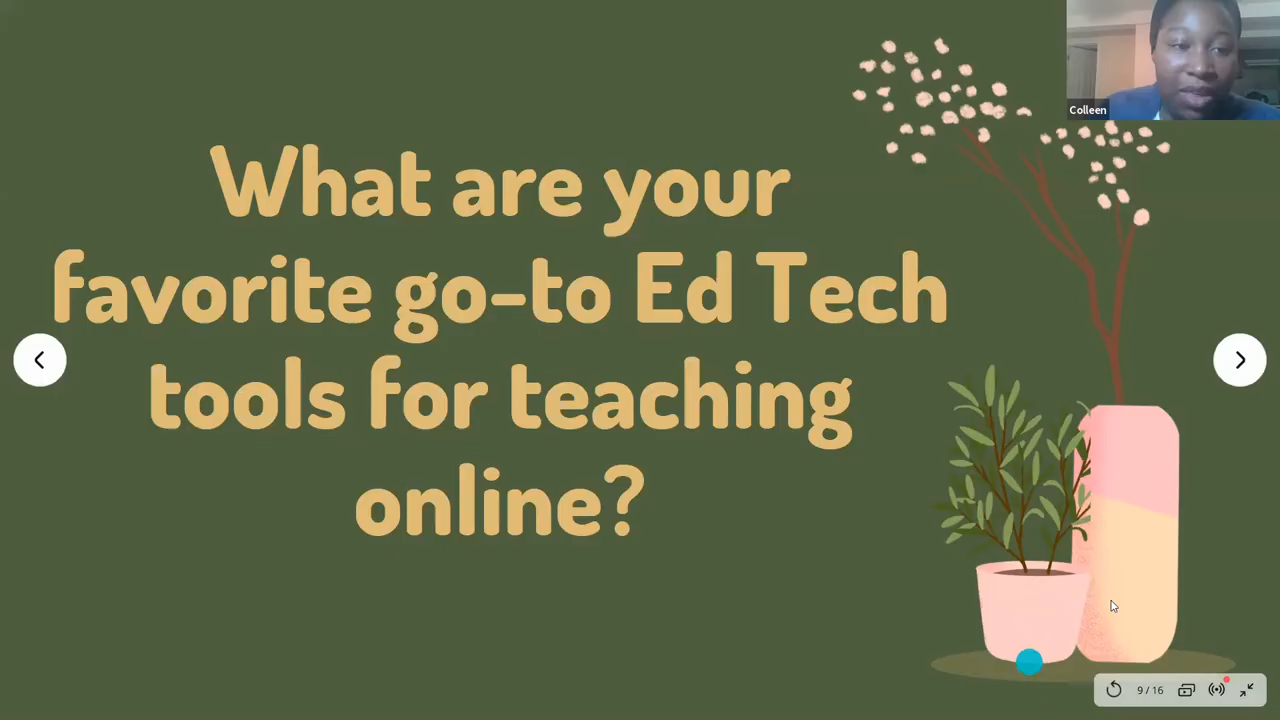 Colleen
What are your
favorite go-to Ed Tech
tools for teaching
online?
9 / 16